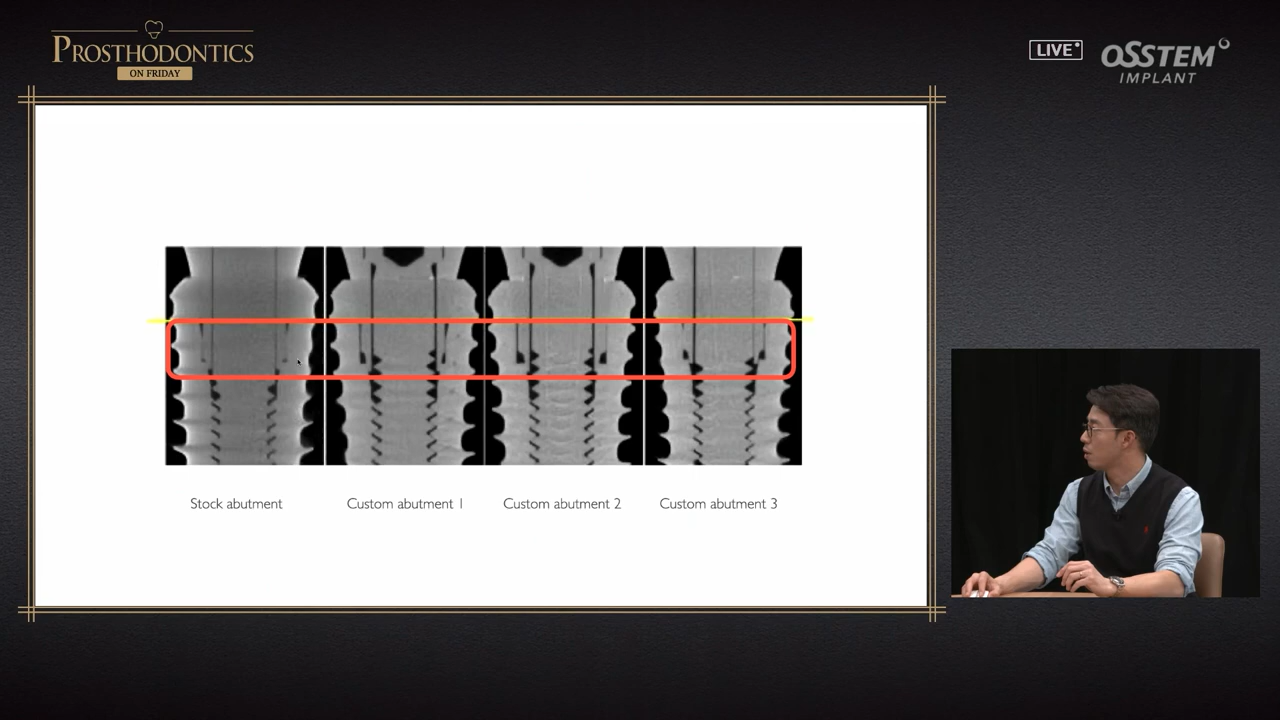 PROSTHODONTICS
ON FRIDAY
LIVE
OSSTEM
IMPLANT
Stock abutment
Custom abutment 1
Custom abutment 2
Custom abutment 3